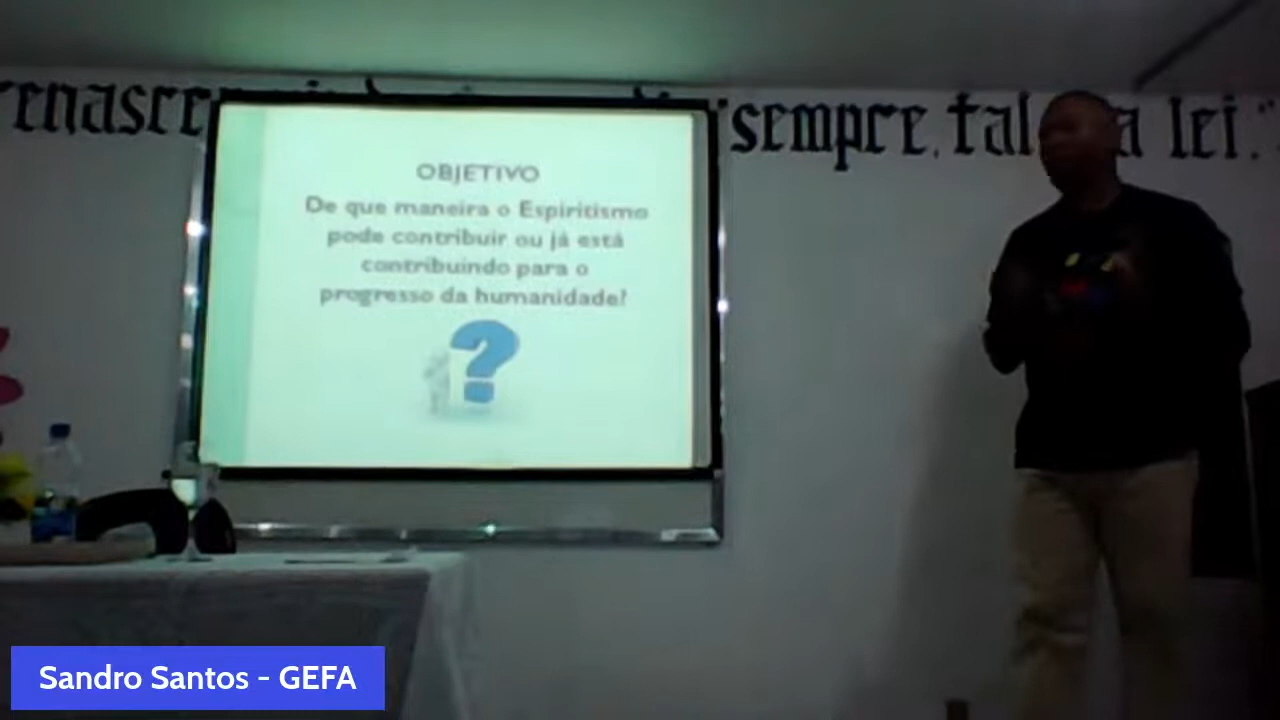 renascer
sempre, tal a lei."
OBJETIVO
De que maneira o Espiritismo
pode contribuir ou já está
contribuindo para o
progresso da humanidade?
Sandro Santos - GEFA